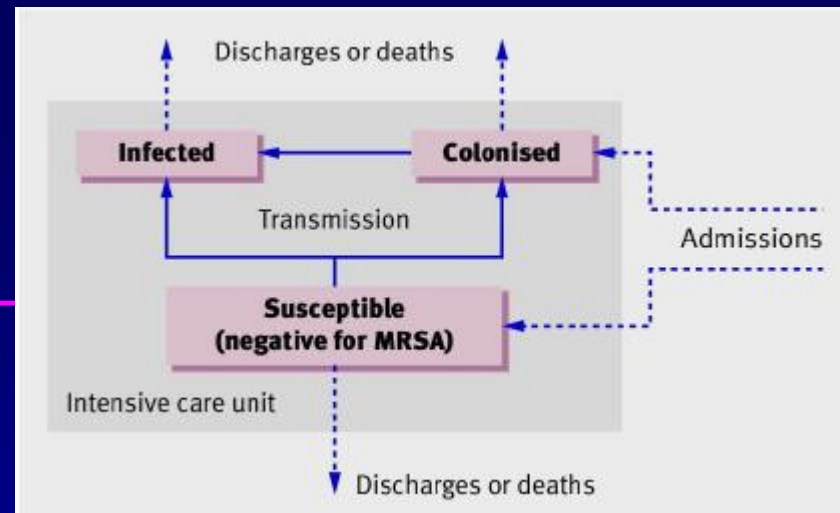 Discharges or deaths
Infected
Colonised
Transmission
Admissions
Susceptible
(negative for MRSA)
Intensive care unit
Discharges or deaths